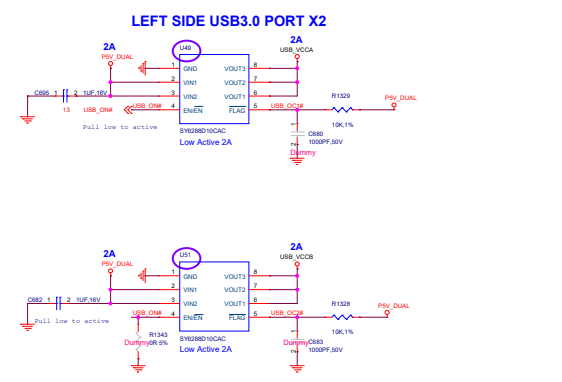 LEFT SIDE USB3.0 PORT X2
2A
P5V_DUAL
U49
2A
USB_VCCA
1 GND VOUT3 8
2 VIN1 VOUT2 7
3 VIN2 VOUT1 6
4 EN/EN FLAG 5
C695 1 2 1UF,16V
13 USB_ON# USB_ON#
Pull low to active
SY6288D10CAC
Low Active 2A
USB_OC1#
R1329
P5V_DUAL
10K,1%
1
2
C680
1000PF,50V
Dummy
2A
P5V_DUAL
U51
2A
USB_VCCB
1 GND VOUT3 8
2 VIN1 VOUT2 7
3 VIN2 VOUT1 6
4 EN/EN FLAG 5
C682 1 2 1UF,16V
Pull low to active
USB_ON#
R1343
Dummy 0R 5%
SY6288D10CAC
Low Active 2A
USB_OC2#
R1328
P5V_DUAL
10K,1%
1
2
Dummy C683
1000PF,50V